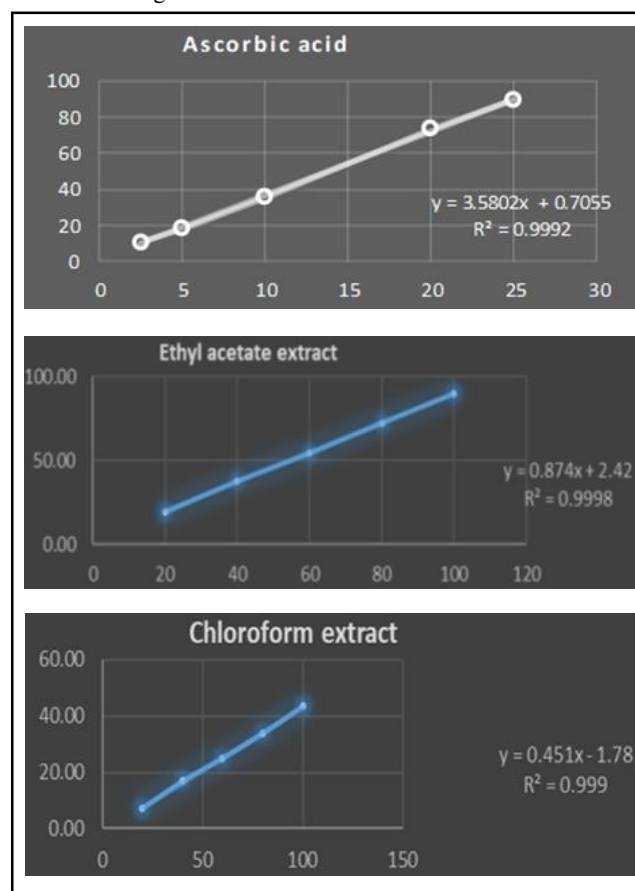 Ascorbic acid
100
80
60
40
20
0
y = 3.5802x + 0.7055
R² = 0.9992
0 5 10 15 20 25 30
Ethyl acetate extract
100.00
50.00
0.00
y = 0.874x + 2.42
R² = 0.9998
0 20 40 60 80 100 120
Chloroform extract
60.00
40.00
20.00
0.00
y = 0.451x - 1.78
R² = 0.999
0 50 100 150